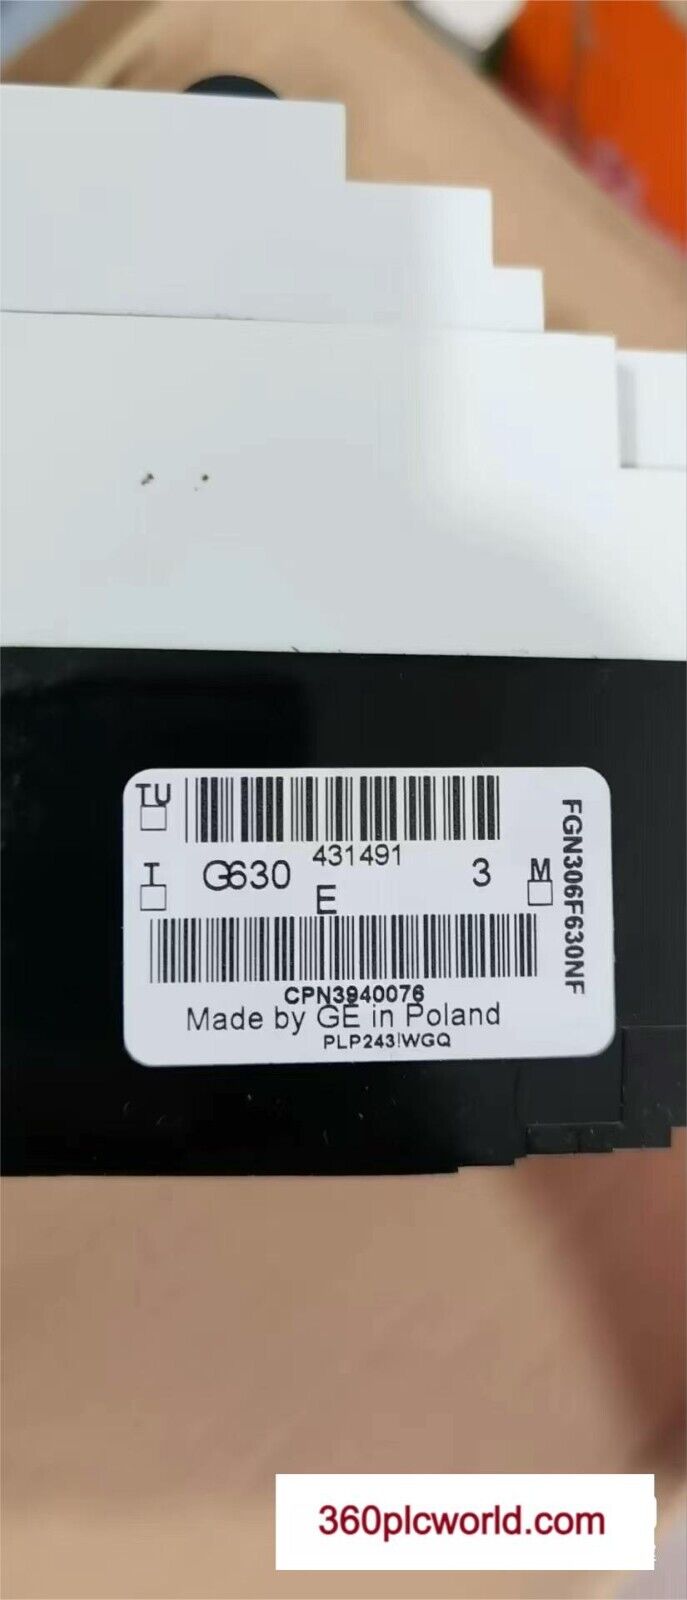 TU
431491
T
G630
3
M
E
CPN3940076
Made by GE in Poland
PLP243!WGQ
FGN306F630NF
360plcworld.com